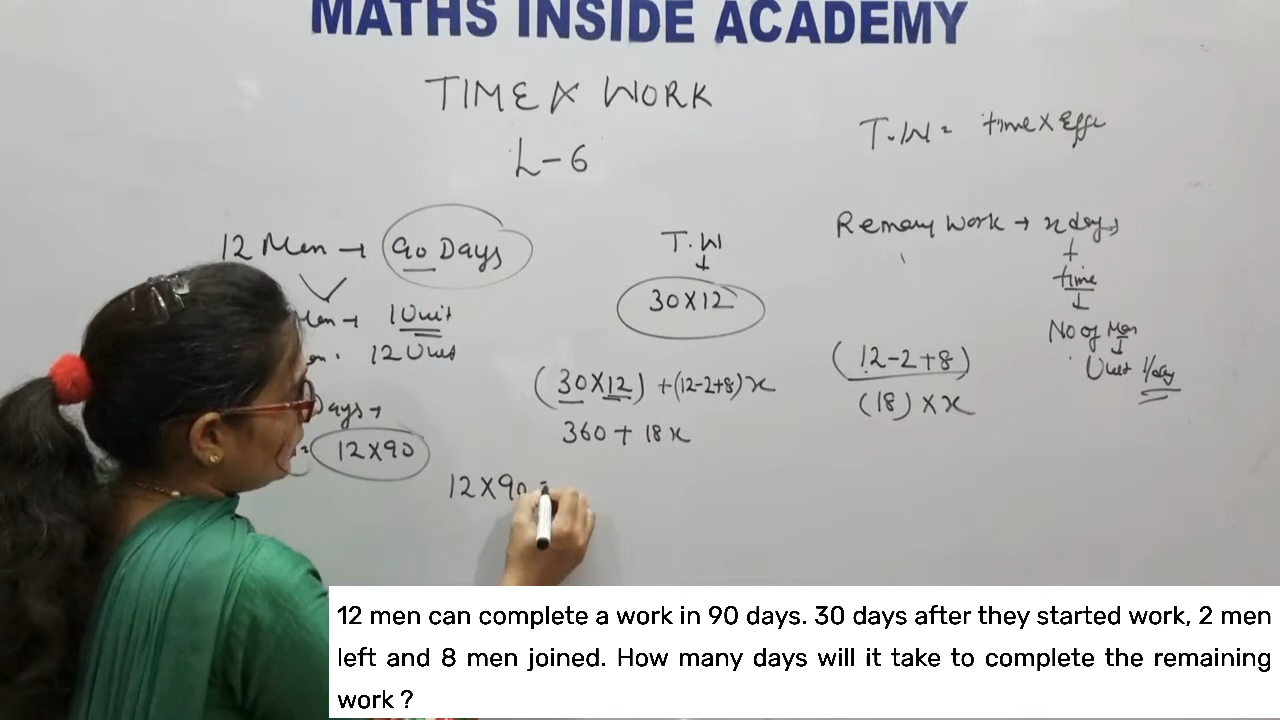 MATHS INSIDE ACADEMY
TIME & WORK
L-6
T.W = time X Effi
12 Men → 90 Days
Men → 1 Unit
12 Unit
Days →
= 12X90
T.W
↓
30X12
(30X12) + (12-2+8)x
360 + 18x
12X90 =
Work → x days
↓
time
↓
No of Men
↓
Unit 1/day
(12-2+8)
(18) X x
12 men can complete a work in 90 days. 30 days after they started work, 2 men
left and 8 men joined. How many days will it take to complete the remaining
work ?